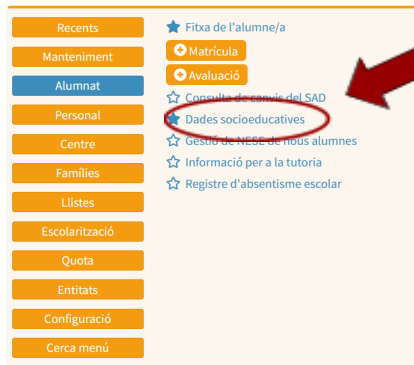 Recents
Manteniment
Alumnat
Personal
Centre
Famílies
Llistes
Escolarització
Quota
Entitats
Configuració
Cerca menú
Fitxa de l'alumne/a
Matrícula
Avaluació
Consulta de canvis del SAD
Dades socioeducatives
Gestió de NESE de nous alumnes
Informació per a la tutoria
Registre d'absentisme escolar